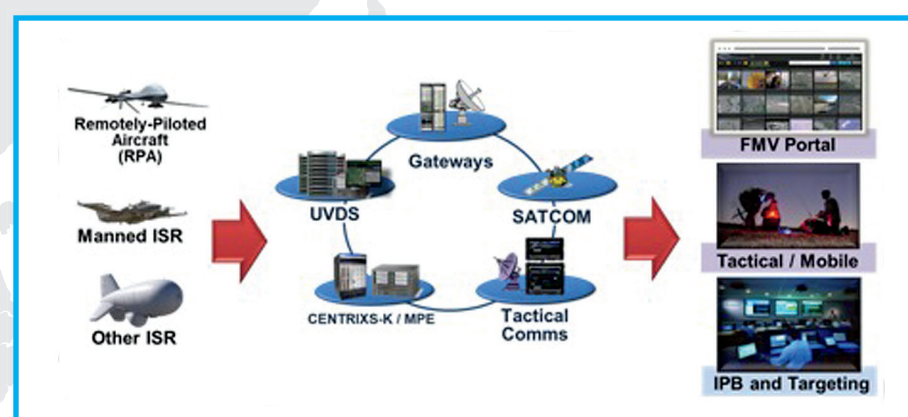 Remotely-Piloted
Aircraft
(RPA)
Manned ISR
Other ISR
Gateways
UVDS
SATCOM
CENTRIXS-K / MPE
Tactical
Comms
FMV Portal
Tactical / Mobile
IPB and Targeting